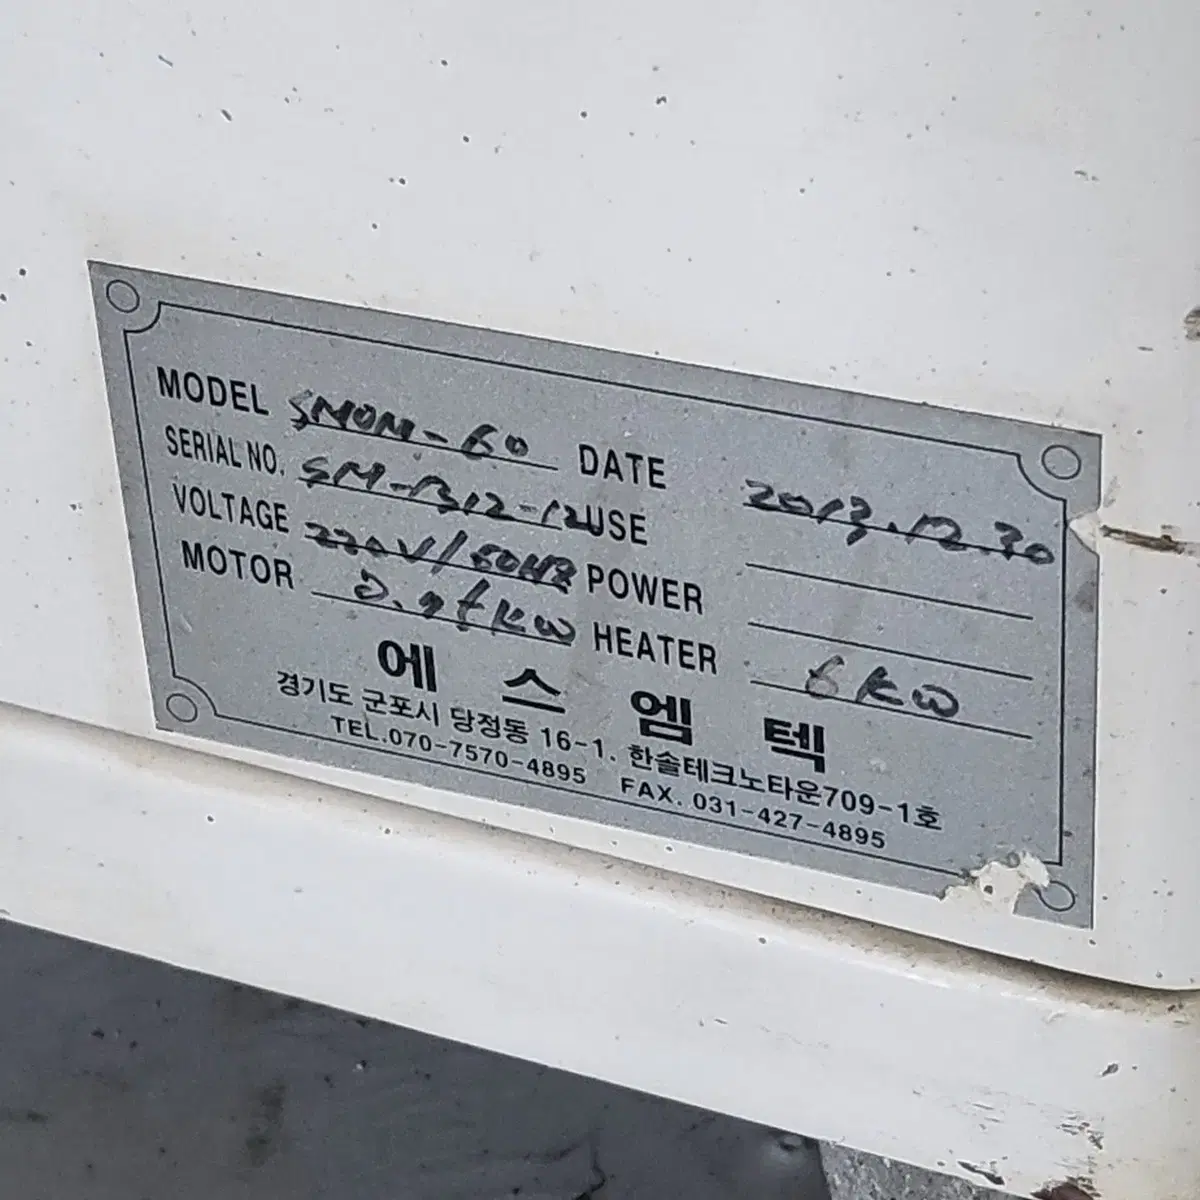 MODEL SMOM-60 DATE 2013.12.30
SERIAL NO. SM-1312-12 USE
VOLTAGE 220V/60HZ POWER
MOTOR kw HEATER 6kw
에스엠텍
경기도 군포시 당정동 16-1. 한솔테크노타운709-1호
TEL.070-7570-4895 FAX. 031-427-4895